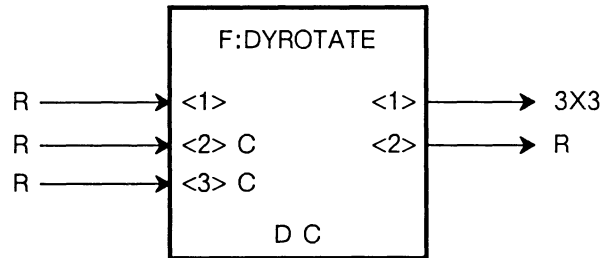 F:DYROTATE
R <1> <1> 3X3
R <2> C <2> R
R <3> C
D C